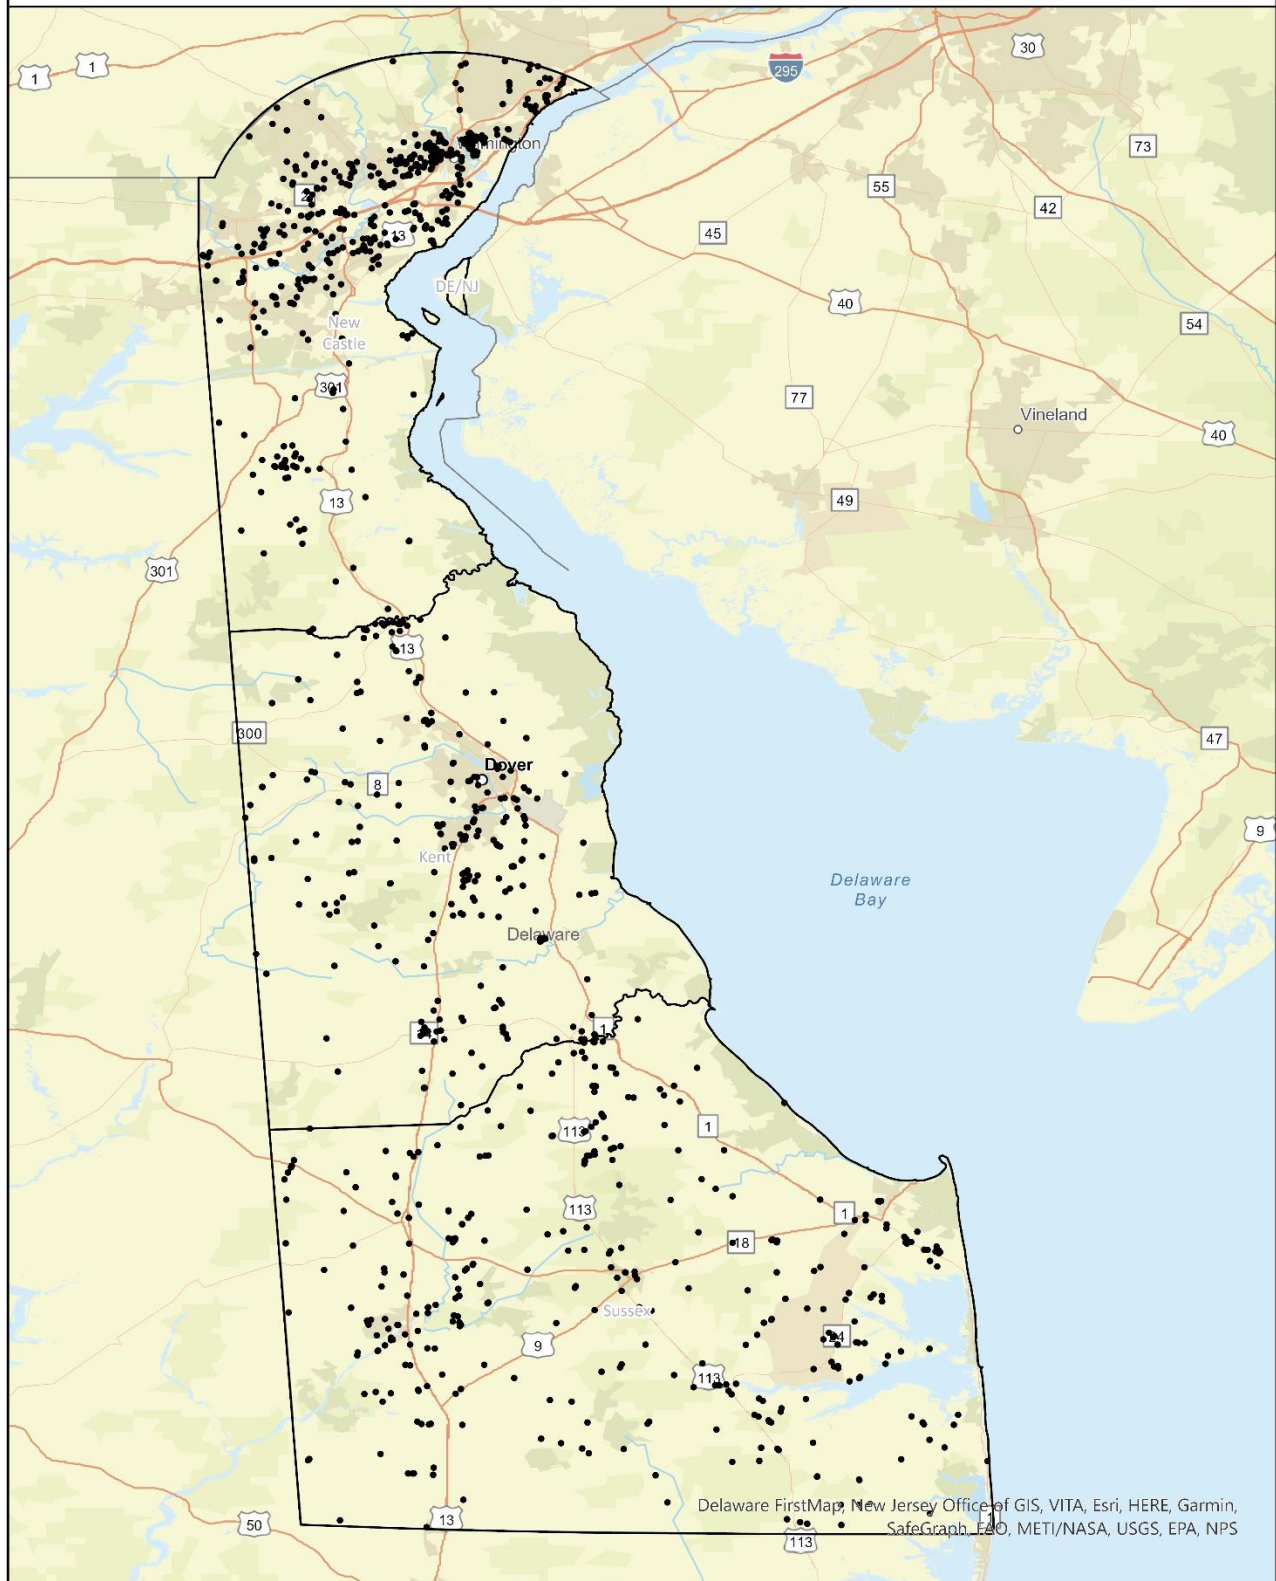 30
1
1
295
73
Wilmington
55
2
42
45
13
DE/NJ
40
54
New
Castle
301
77
Vineland
40
49
13
301
13
300
47
Dover
8
9
Kent
Delaware
Bay
Delaware
1
1
113
113
1
18
Sussex
24
9
113
Delaware FirstMap, New Jersey Office of GIS, VITA, Esri, HERE, Garmin,
SafeGraph, FAO, METI/NASA, USGS, EPA, NPS
50
13
1
113